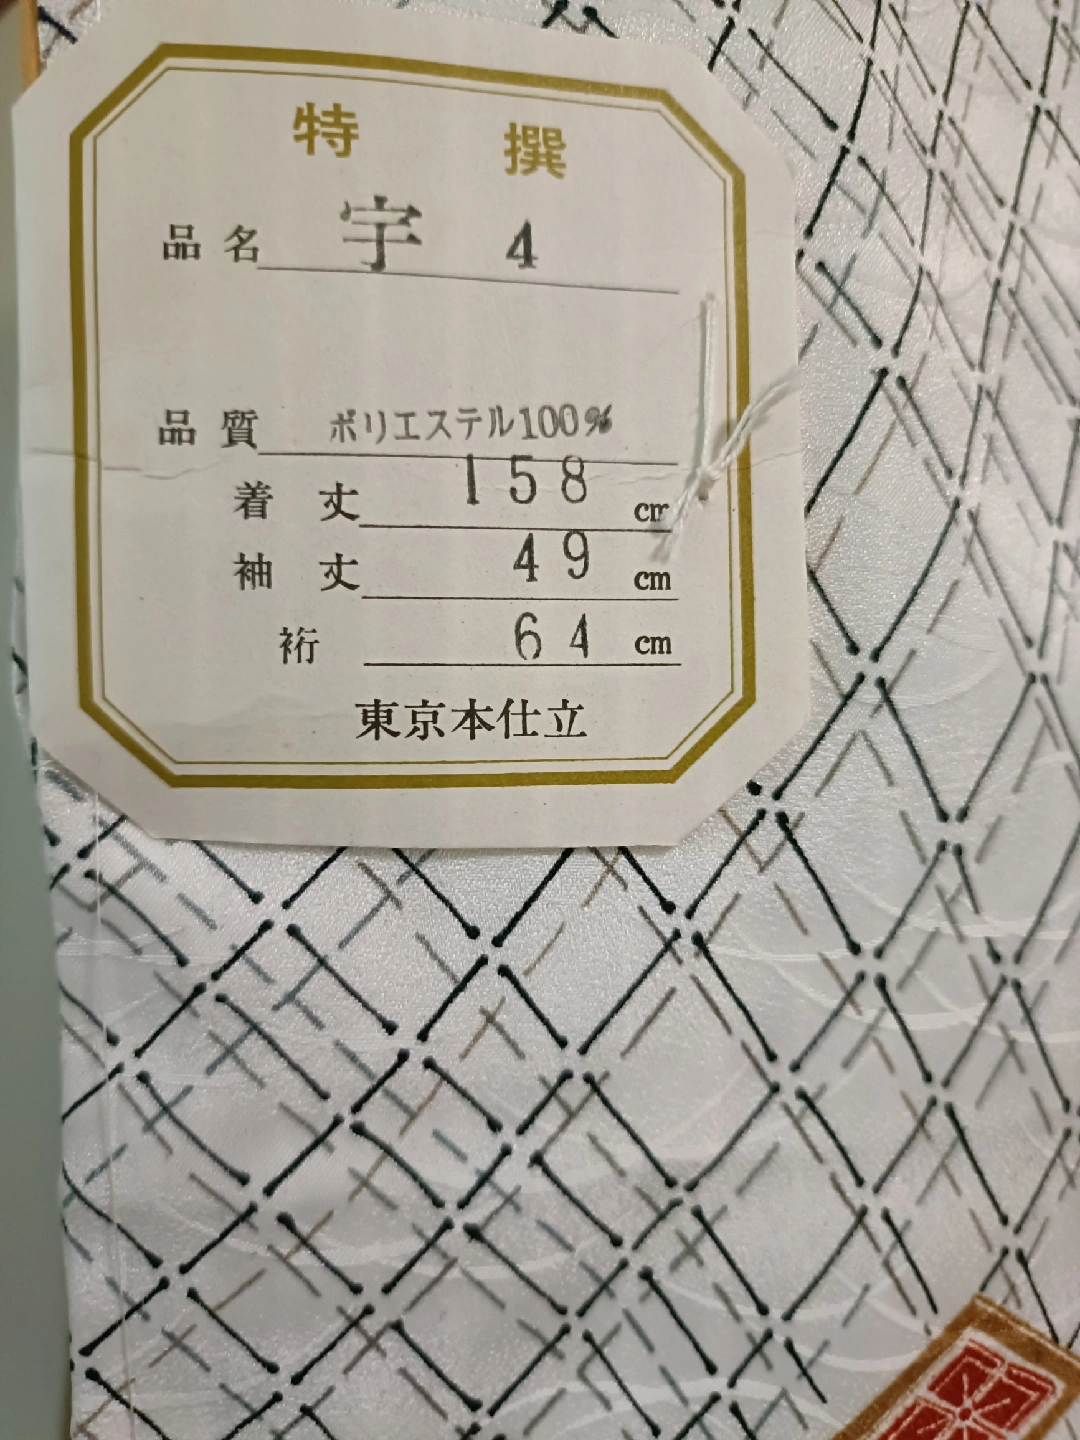 特 撰
品名 宇 4
品質 ポリエステル100%
着丈 158 cm
袖丈 49 cm
裄 64 cm
東京本仕立